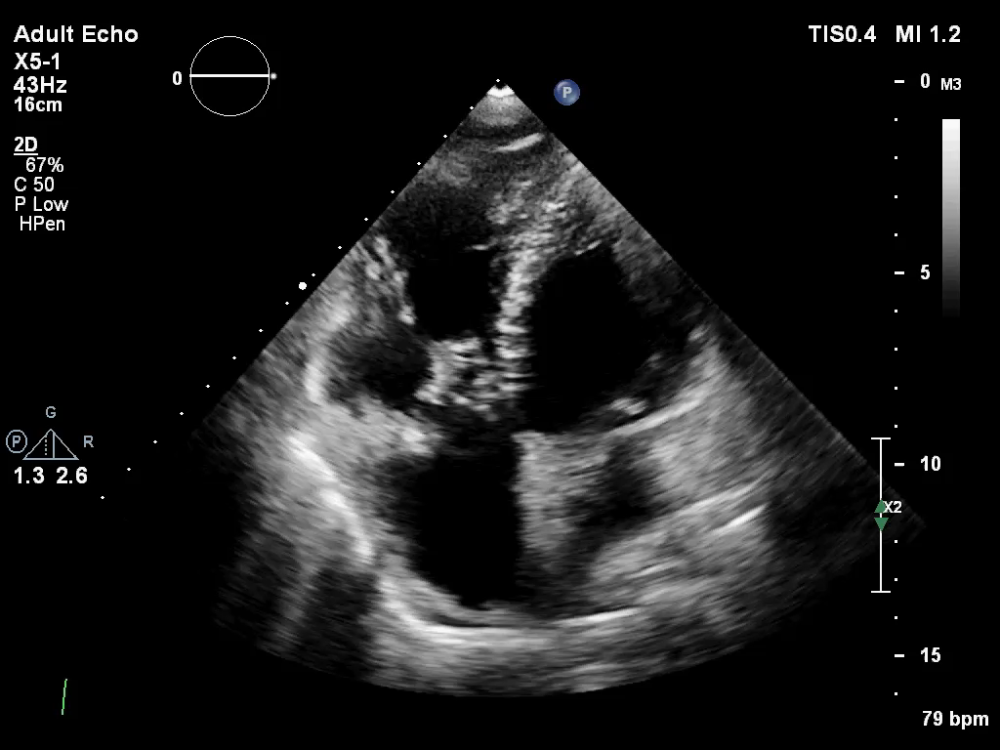 Adult Echo
X5-1
43Hz
16cm
2D
67%
C 50
P Low
HPen
0
P
TIS0.4 MI 1.2
0 M3
5
10
X2
15
G
P R
1.3 2.6
79 bpm